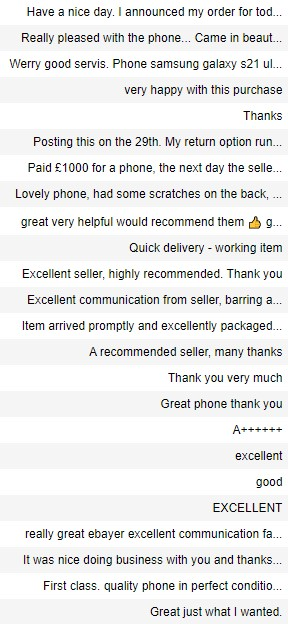 Have a nice day. I announced my order for tod...
Really pleased with the phone... Came in beaut...
Werry good servis. Phone samsung galaxy s21 ul...
very happy with this purchase
Thanks
Posting this on the 29th. My return option run...
Paid £1000 for a phone, the next day the selle...
Lovely phone, had some scratches on the back, ...
great very helpful would recommend them 👍 g...
Quick delivery - working item
Excellent seller, highly recommended. Thank you
Excellent communication from seller, barring a...
Item arrived promptly and excellently packaged...
A recommended seller, many thanks
Thank you very much
Great phone thank you
A++++++
excellent
good
EXCELLENT
really great ebayer excellent communication fa...
It was nice doing business with you and thanks...
First class. quality phone in perfect conditio...
Great just what I wanted.